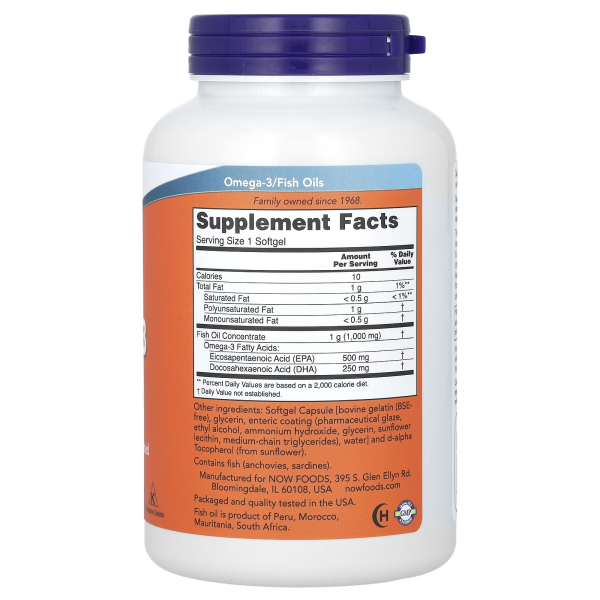 Omega-3/Fish Oils
Family owned since 1968.
Supplement Facts
Serving Size 1 Softgel
Amount Per Serving % Daily Value
Calories 10
Total Fat 1 g 1%**
Saturated Fat < 0.5 g < 1%**
Polyunsaturated Fat 1 g †
Monounsaturated Fat < 0.5 g †
Fish Oil Concentrate 1 g (1,000 mg) †
Omega-3 Fatty Acids:
Eicosapentaenoic Acid (EPA) 500 mg †
Docosahexaenoic Acid (DHA) 250 mg †
** Percent Daily Values are based on a 2,000 calorie diet.
† Daily Value not established.
Other ingredients: Softgel Capsule [bovine gelatin (BSE-
free), glycerin, enteric coating (pharmaceutical glaze,
ethyl alcohol, ammonium hydroxide, glycerin, sunflower
lecithin, medium-chain triglycerides), water] and d-alpha
Tocopherol (from sunflower).
Contains fish (anchovies, sardines).
Manufactured for NOW FOODS, 395 S. Glen Ellyn Rd.
Bloomingdale, IL 60108, USA nowfoods.com
Packaged and quality tested in the USA.
Fish oil is product of Peru, Morocco,
Mauritania, South Africa.
3
K
H
GMP